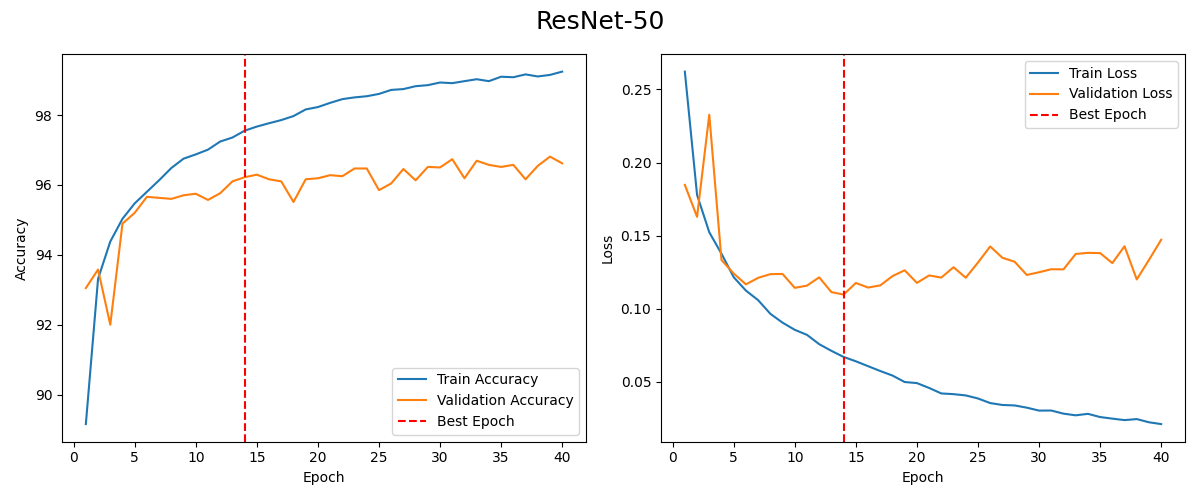 ResNet-50
Accuracy
98
96
94
92
90
0 5 10 15 20 25 30 35 40
Epoch
Train Accuracy
Validation Accuracy
Best Epoch
Loss
0.25
0.20
0.15
0.10
0.05
0 5 10 15 20 25 30 35 40
Epoch
Train Loss
Validation Loss
Best Epoch